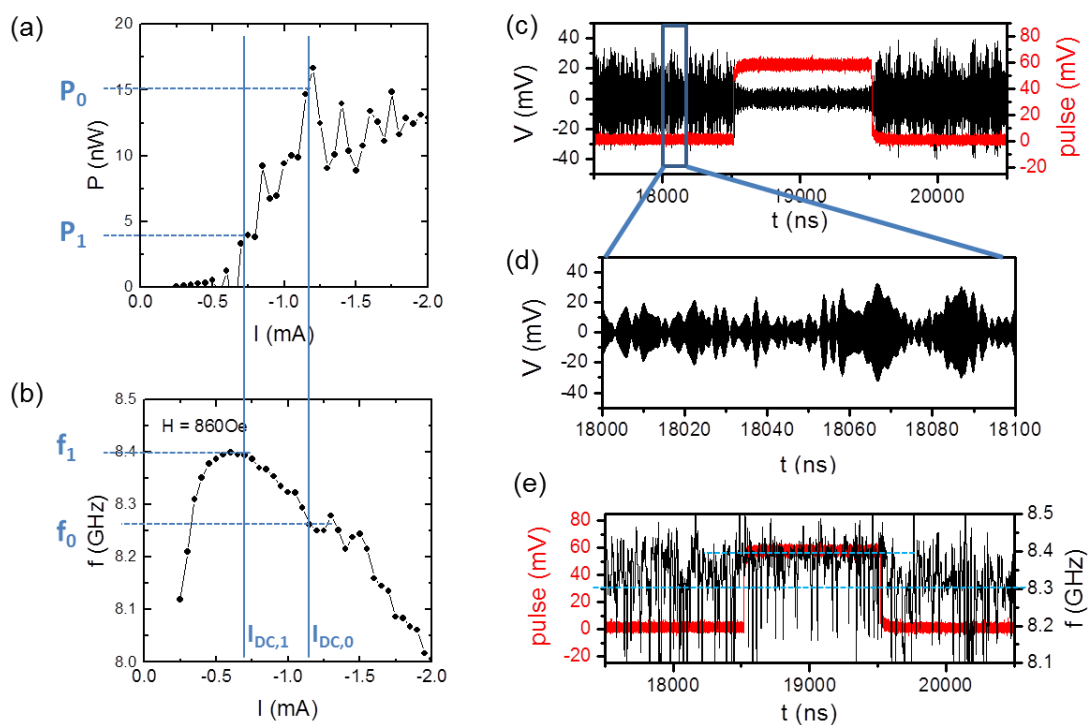 (a)
20
15
10
5
0
P (nW)
P0
P1
0.0 -0.5 -1.0 -1.5 -2.0
I (mA)
(b)
8.5
8.4
8.3
8.2
8.1
8.0
f (GHz)
H = 860Oe
f1
f0
IDC,1 IDC,0
0.0 -0.5 -1.0 -1.5 -2.0
I (mA)
(c)
40
20
0
-20
-40
V (mV)
80
60
40
20
0
-20
pulse (mV)
18000 19000 20000
t (ns)
(d)
40
20
0
-20
-40
V (mV)
18000 18020 18040 18060 18080 18100
t (ns)
(e)
80
60
40
20
0
-20
pulse (mV)
8.5
8.4
8.3
8.2
8.1
f (GHz)
18000 19000 20000
t (ns)